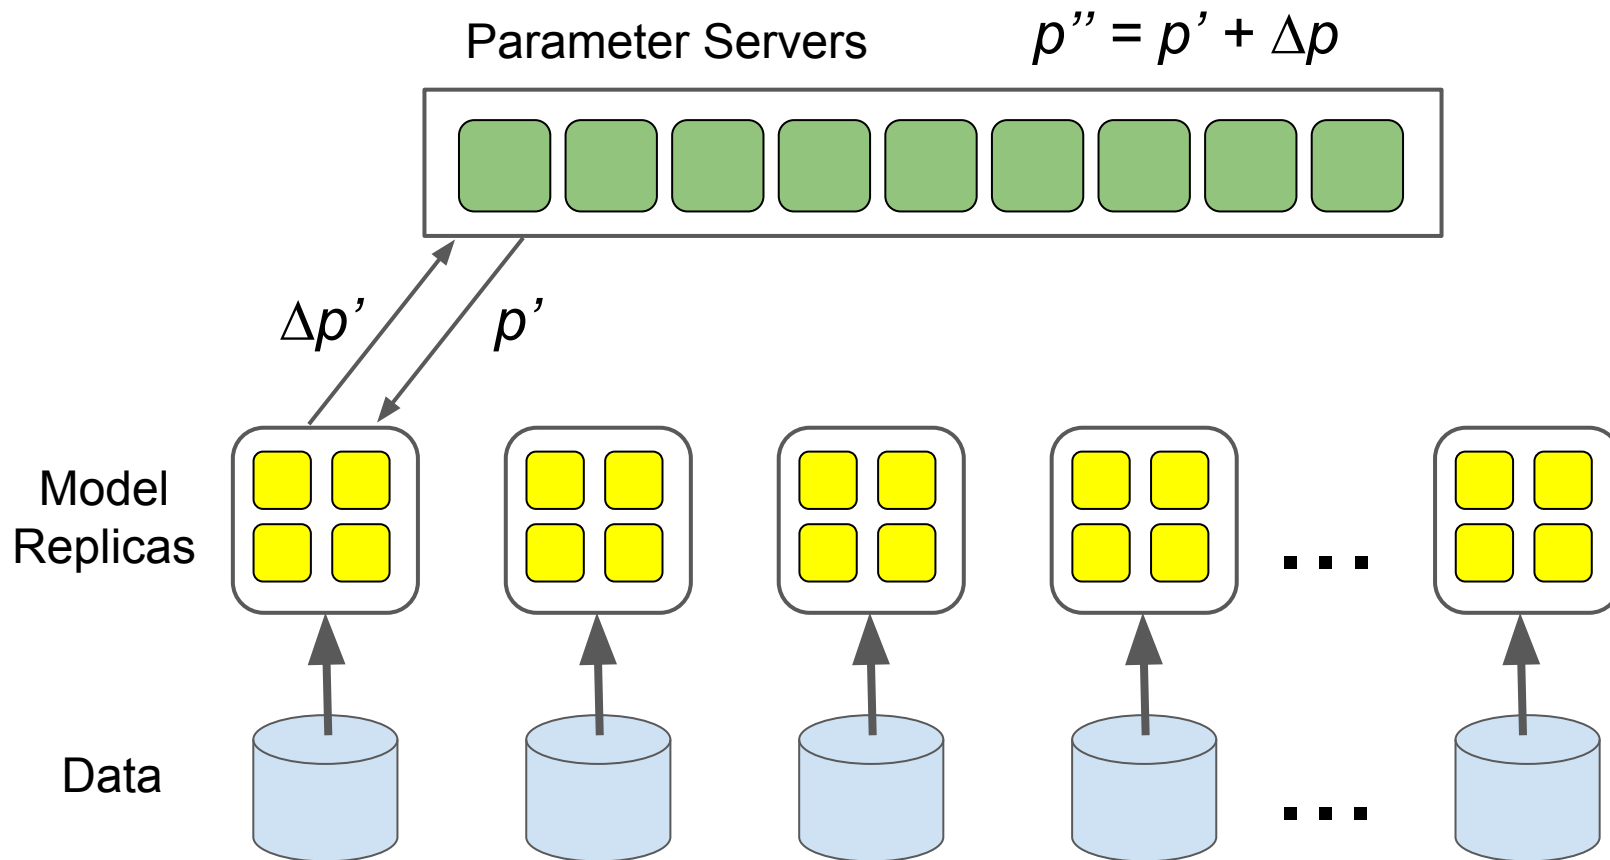 Parameter Servers
p’’ = p’ + Δp
Δp’
p’
Model
Replicas
...
Data
...